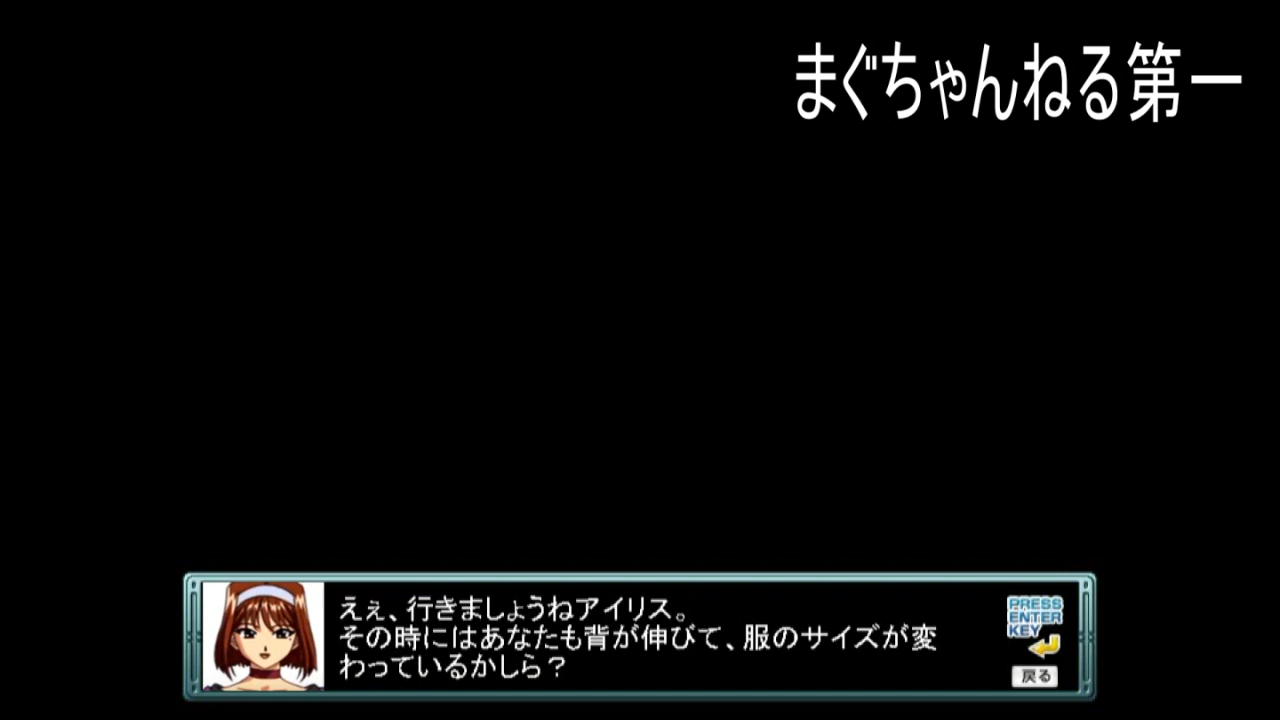 まぐちゃんねる第一
えぇ、行きましょうねアイリス。
その時にはあなたも背が伸びて、服のサイズが変
わっているかしら？
PRESS
ENTER
KEY
戻る